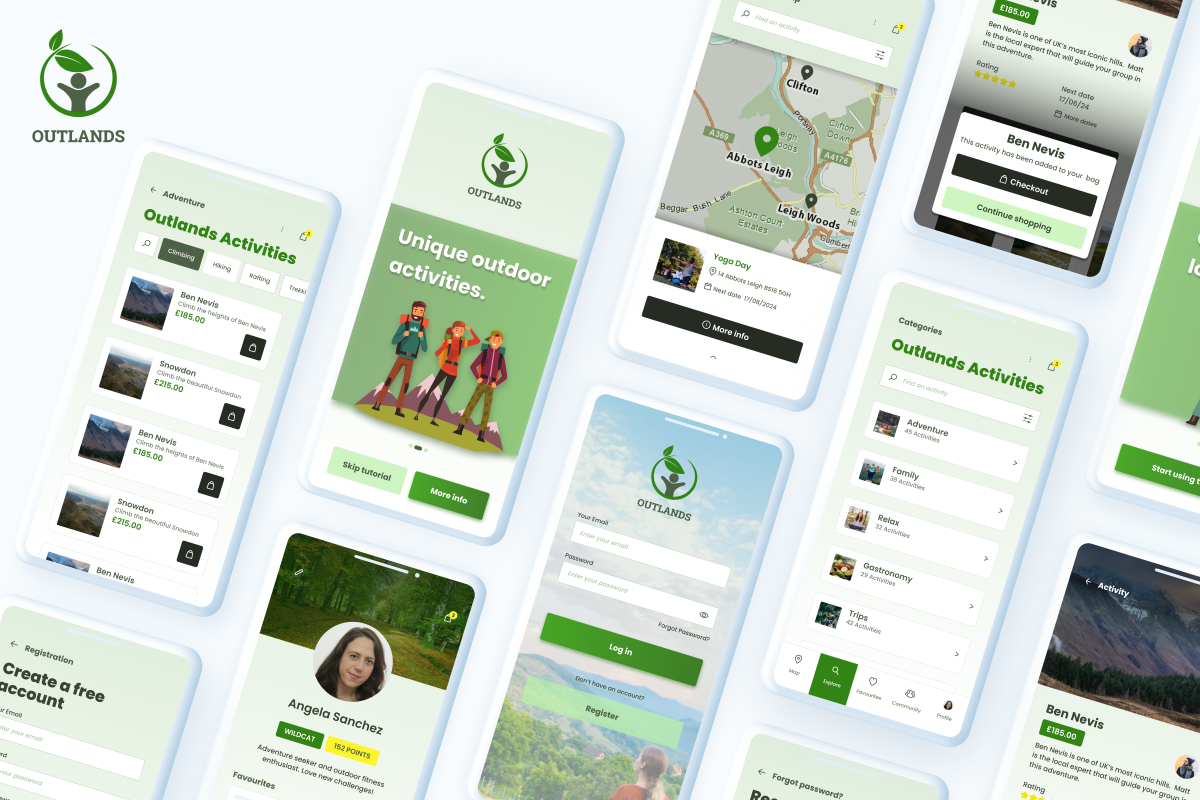 OUTLANDS
Adventure
Outlands Activities
3
Climbing
Hiking
Rafting
Trekki
Ben Nevis
Climb the heights of Ben Nevis
£185.00
Snowdon
Climb the beautiful Snowdon
£215.00
Ben Nevis
Climb the heights of Ben Nevis
£185.00
Snowdon
Climb the beautiful Snowdon
£215.00
Ben Nevis
OUTLANDS
Unique outdoor
activities.
Skip tutorial
More info
Find an activity
3
Clifton
Portway
Clifton
Down
A369
Leigh
Woods
A4176
Abbots Leigh
Leigh Woods
Beggar Bush Lane
Ashton Court
Estates
Yoga Day
14 Abbots Leigh BS15 5GH
Next date 17/08/2024
More info
£185.00
Ben Nevis is one of UK's most iconic hills. Matt
is the local expert that will guide your group in
this adventure.
Rating
Next date
17/06/24
More dates
Ben Nevis
This activity has been added to your bag
Checkout
Continue shopping
Registration
Create a free
account
Enter your email
Enter your password
Angela Sanchez
WILDCAT
152 POINTS
Adventure seeker and outdoor fitness
enthusiast. Love new challenges!
Favourites
OUTLANDS
Your Email
Enter your email
Password
Enter your password
Forgot Password?
Log in
Don't have an account?
Register
Categories
Outlands Activities
3
Find an activity
Adventure
45 Activities
Family
38 Activities
Relax
32 Activities
Gastronomy
29 Activities
Trips
42 Activities
Map
Explore
Favourites
Community
Profile
Start using t
Forgot password?
Activity
Ben Nevis
£185.00
Ben Nevis is one of UK's most iconic hills. Matt
is the local expert that will guide your group in
this adventure.
Rating